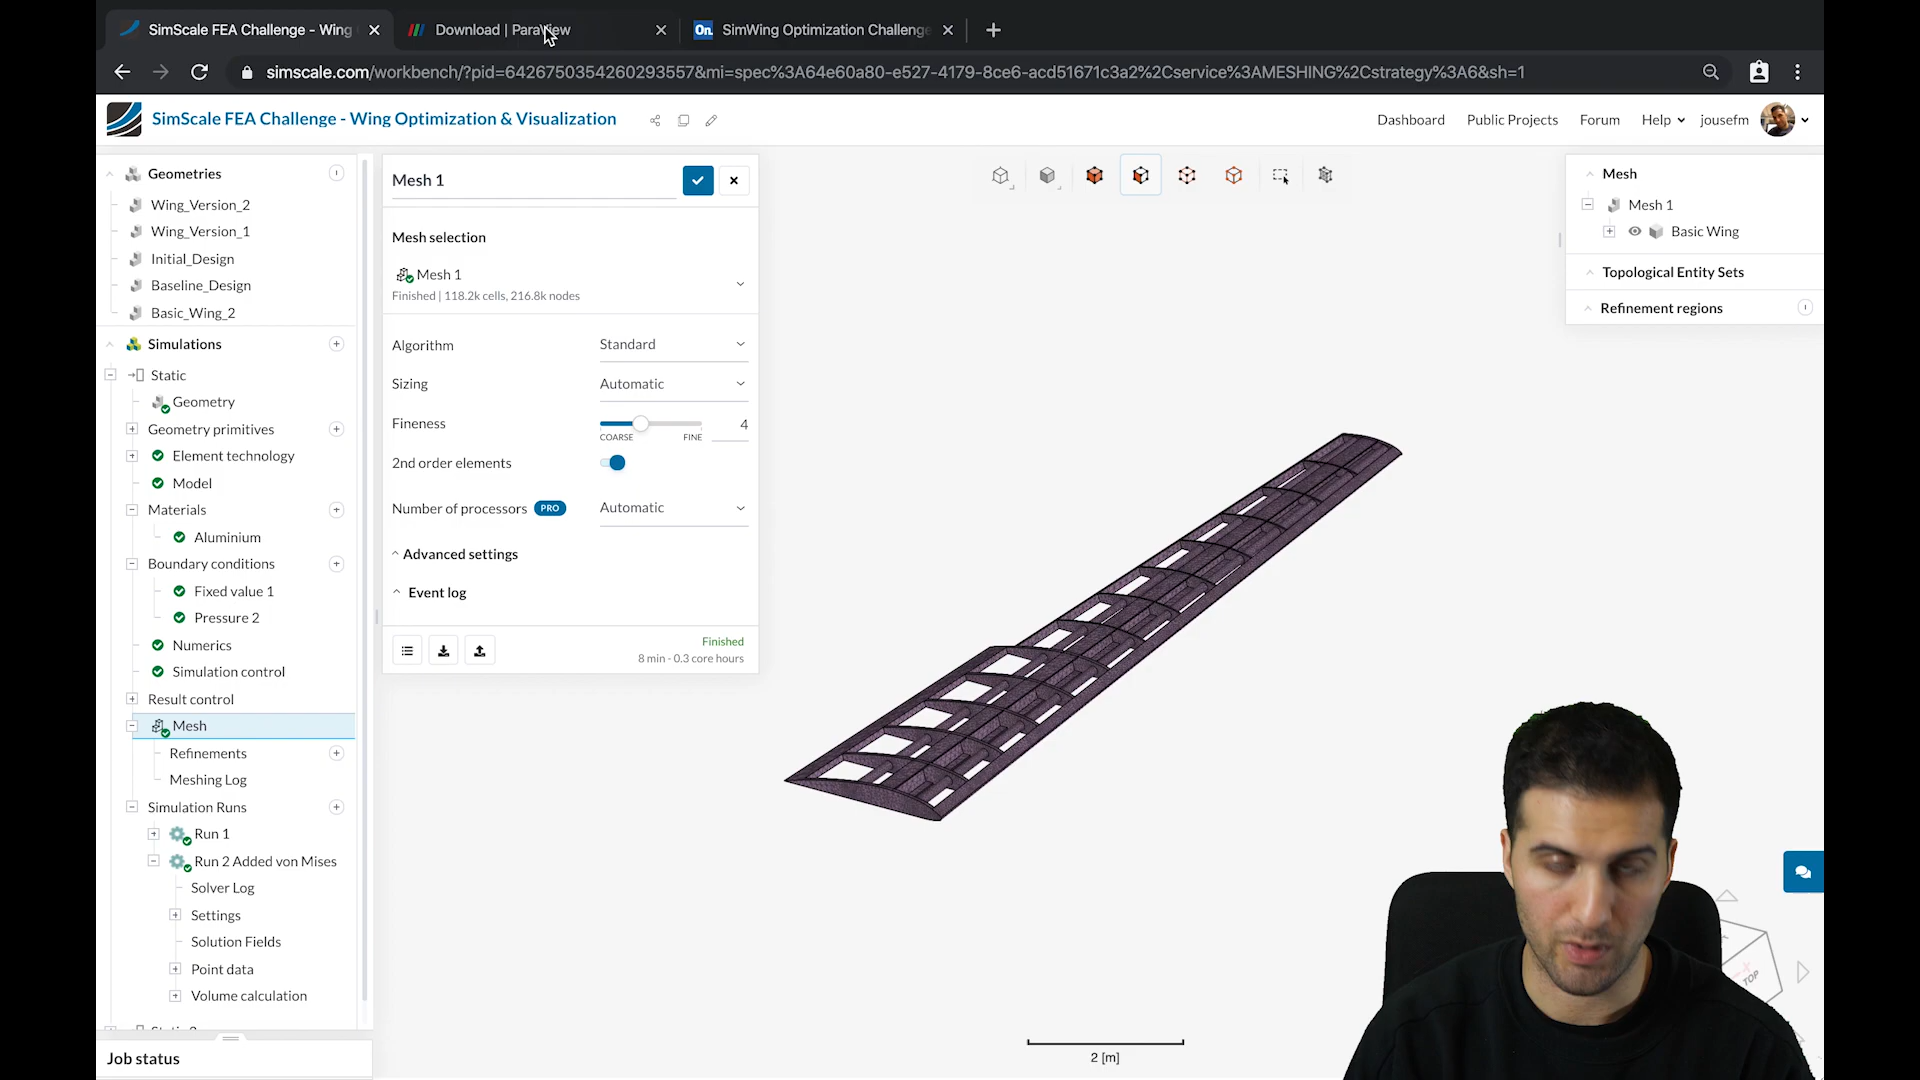 SimScale FEA Challenge - Wing
Download | ParaView
On
SimWing Optimization Challenge
simscale.com/workbench/?pid=6426750354260293557&mi=spec%3A64e60a80-e527-4179-8ce6-acd51671c3a2%2Cservice%3AMESHING%2Cstrategy%3A6&sh=1
SimScale FEA Challenge - Wing Optimization & Visualization
Dashboard
Public Projects
Forum
Help
jousefm
Geometries
Wing_Version_2
Wing_Version_1
Initial_Design
Baseline_Design
Basic_Wing_2
Simulations
Static
Geometry
Geometry primitives
Element technology
Model
Materials
Aluminium
Boundary conditions
Fixed value 1
Pressure 2
Numerics
Simulation control
Result control
Mesh
Refinements
Meshing Log
Simulation Runs
Run 1
Run 2 Added von Mises
Solver Log
Settings
Solution Fields
Point data
Volume calculation
Job status
Mesh 1
Mesh selection
Mesh 1
Finished | 118.2k cells, 216.8k nodes
Algorithm
Standard
Sizing
Automatic
Fineness
4
COARSE
FINE
2nd order elements
Number of processors
PRO
Automatic
Advanced settings
Event log
Finished
8 min - 0.3 core hours
Mesh
Mesh 1
Basic Wing
Topological Entity Sets
Refinement regions
TOP
2 [m]